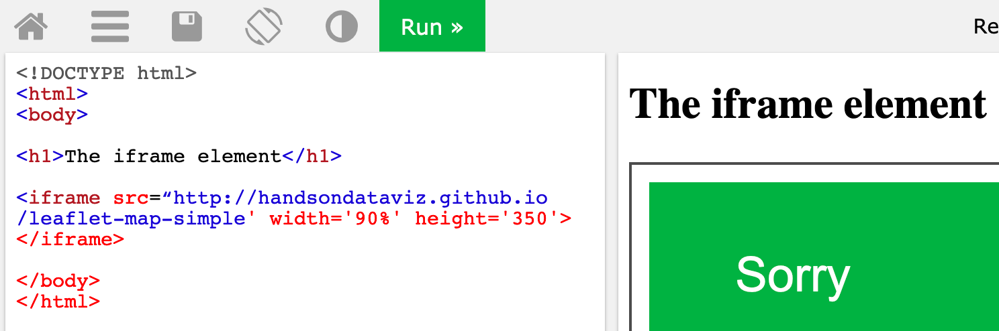 Run »
Re
<!DOCTYPE html>
<html>
<body>
<h1>The iframe element</h1>
<iframe src=“http://handsondataviz.github.io
/leaflet-map-simple' width='90%' height='350'>
</iframe>
</body>
</html>
The iframe element
Sorry